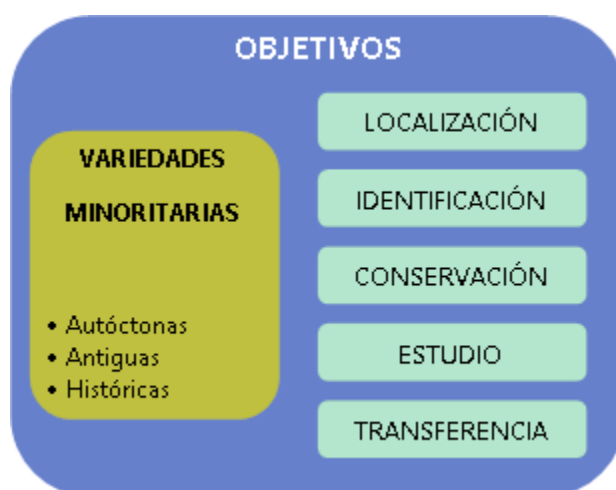 OBJETIVOS
VARIEDADES
MINORITARIAS
• Autóctonas
• Antiguas
• Históricas
LOCALIZACIÓN
IDENTIFICACIÓN
CONSERVACIÓN
ESTUDIO
TRANSFERENCIA